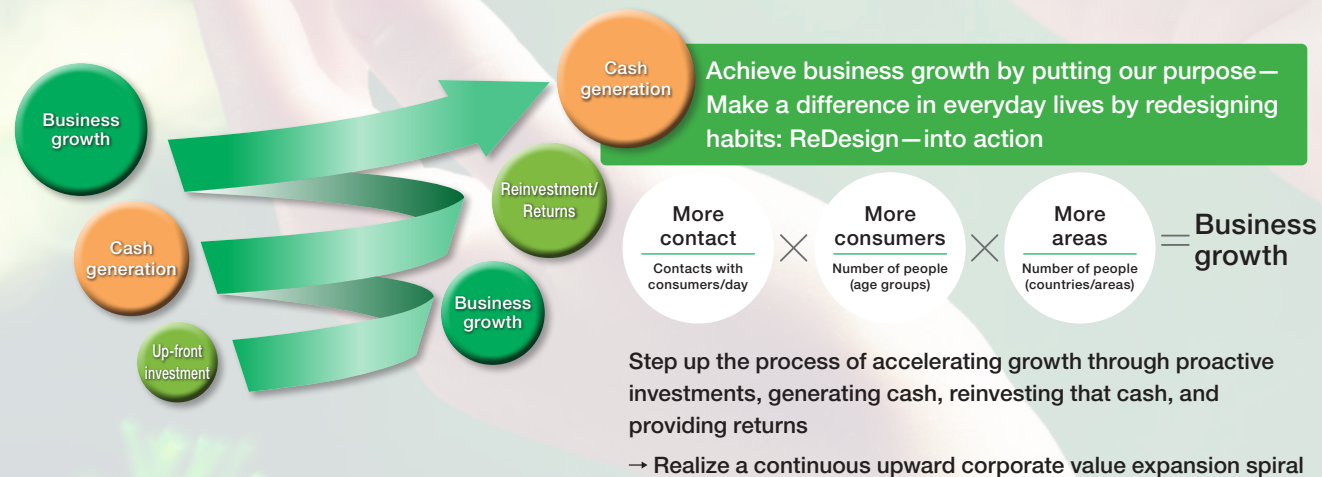 Business
growth
Cash
generation
Up-front
investment
Business
growth
Reinvestment/
Returns
Cash
generation
Achieve business growth by putting our purpose—
Make a difference in everyday lives by redesigning
habits: ReDesign—into action
More
contact
Contacts with
consumers/day
×
More
consumers
Number of people
(age groups)
×
More
areas
Number of people
(countries/areas)
=
Business
growth
Step up the process of accelerating growth through proactive
investments, generating cash, reinvesting that cash, and
providing returns
→ Realize a continuous upward corporate value expansion spiral